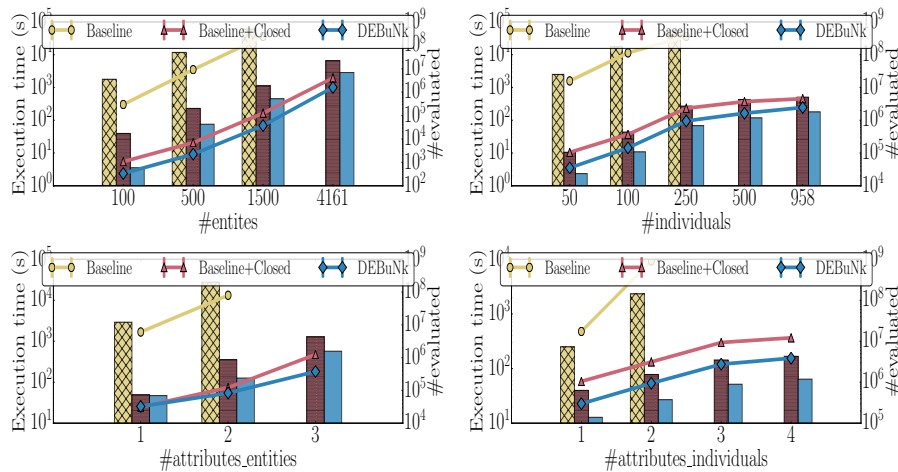 Execution time (s)
10^5
10^4
10^3
10^2
10^1
10^0
Baseline Baseline+Closed DEBuNk
10^9
10^8
10^7
10^6
10^5
10^4
10^3
10^2
#evaluated
100 500 1500 4161
#entites
Execution time (s)
10^5
10^4
10^3
10^2
10^1
10^0
Baseline Baseline+Closed DEBuNk
10^9
10^8
10^7
10^6
10^5
10^4
#evaluated
50 100 250 500 958
#individuals
Execution time (s)
10^5
10^4
10^3
10^2
10^1
Baseline Baseline+Closed DEBuNk
10^9
10^8
10^7
10^6
10^5
10^4
#evaluated
1 2 3
#attributes_entities
Execution time (s)
10^4
10^3
10^2
10^1
Baseline Baseline+Closed DEBuNk
10^9
10^8
10^7
10^6
10^5
#evaluated
1 2 3 4
#attributes_individuals